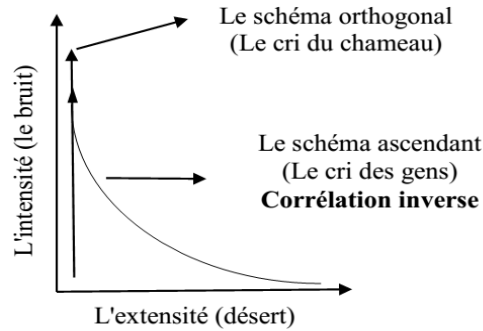 Le schéma orthogonal
(Le cri du chameau)
L'intensité (le bruit)
Le schéma ascendant
(Le cri des gens)
Corrélation inverse
L'extensité (désert)